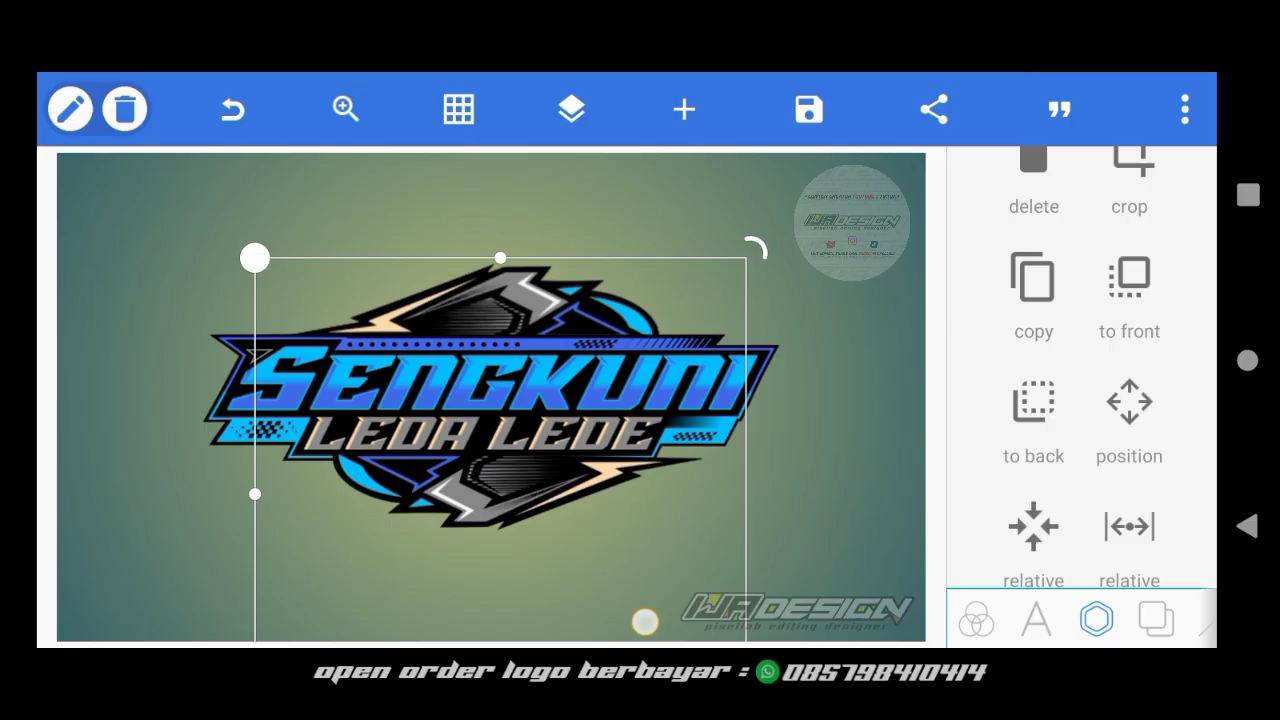 delete crop
WADESIGN
SENGKUNI
copy to front
LEDA LEDE
to back position
relative relative
WADESIGN
pixellab editing designer
open order logo berbayar : 085798410414